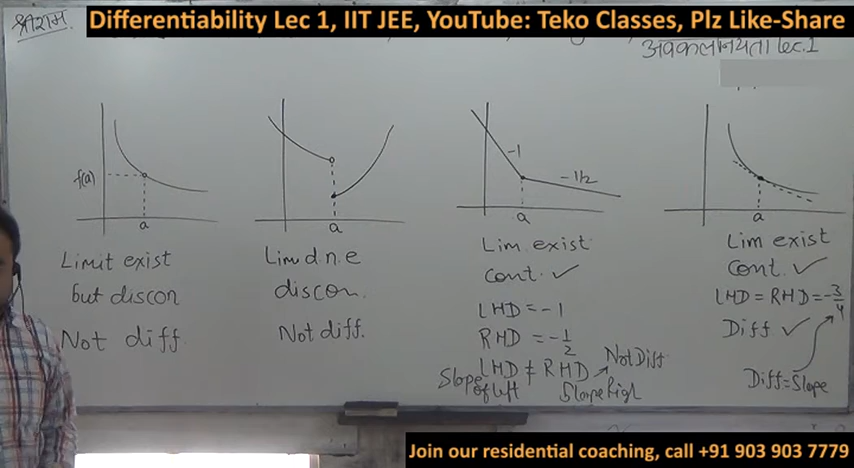 Differentiability Lec 1, IIT JEE, YouTube: Teko Classes, Plz Like-Share
श्रीराम.
अवकलनीयता Lec.1
f(a)
a
Limit exist
but discon
Not diff
a
Lim d.n.e
discon.
Not diff.
-1
-1/2
a
Lim. exist
cont. ✓
LHD = -1
RHD = -1/2
LHD ≠ RHD → Not Diff
Slope of left
Slope
a
Lim exist
Cont. ✓
LHD = RHD = -3/4
Diff ✓
Diff = Slope
Join our residential coaching, call +91 903 903 7779